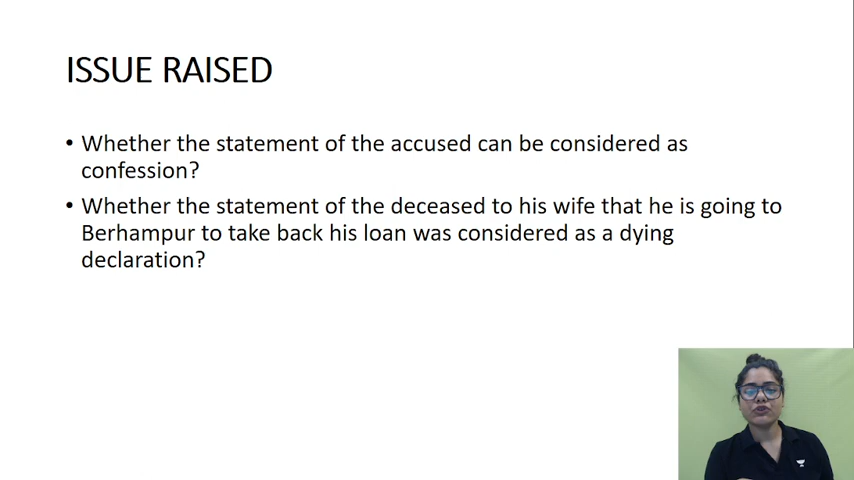 ISSUE RAISED
• Whether the statement of the accused can be considered as
confession?
• Whether the statement of the deceased to his wife that he is going to
Berhampur to take back his loan was considered as a dying
declaration?